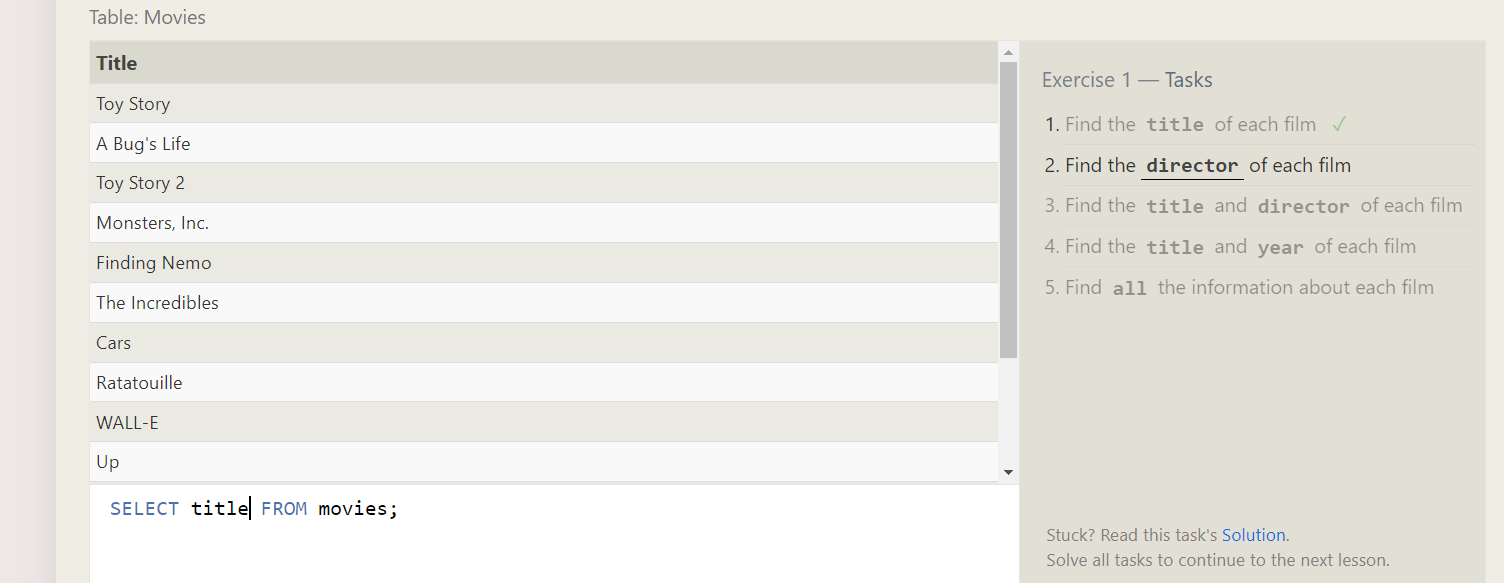 Table: Movies
Title
Toy Story
A Bug's Life
Toy Story 2
Monsters, Inc.
Finding Nemo
The Incredibles
Cars
Ratatouille
WALL-E
Up
SELECT title FROM movies;
Exercise 1 — Tasks
1. Find the title of each film ✓
2. Find the director of each film
3. Find the title and director of each film
4. Find the title and year of each film
5. Find all the information about each film
Stuck? Read this task's Solution.
Solve all tasks to continue to the next lesson.